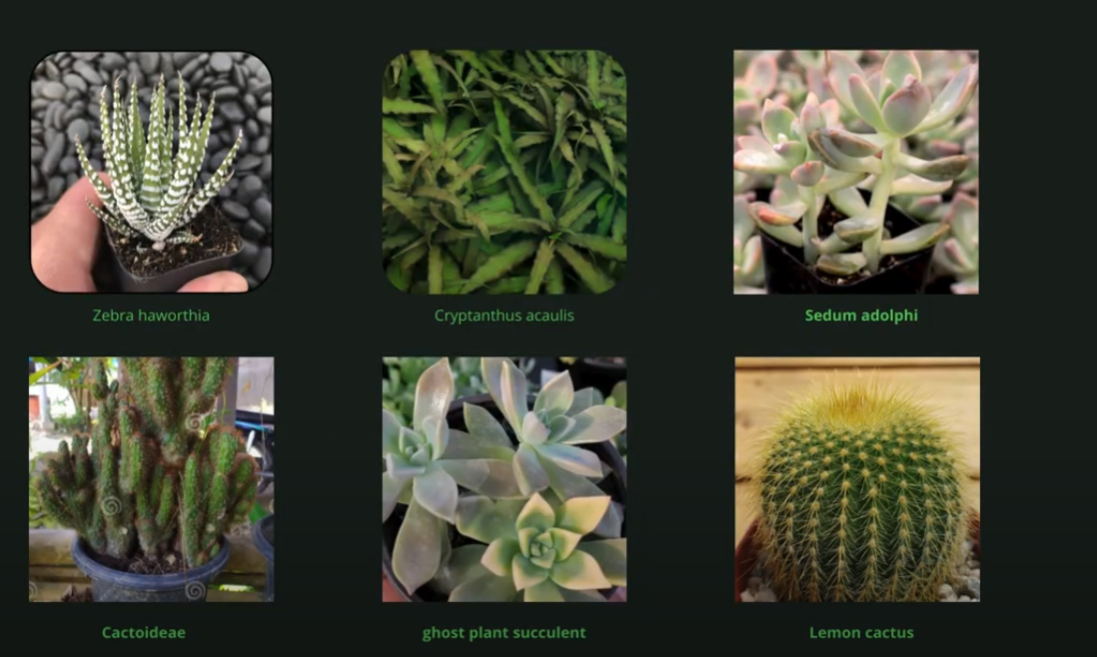 Zebra haworthia
Cryptanthus acaulis
Sedum adolphi
Cactoideae
ghost plant succulent
Lemon cactus